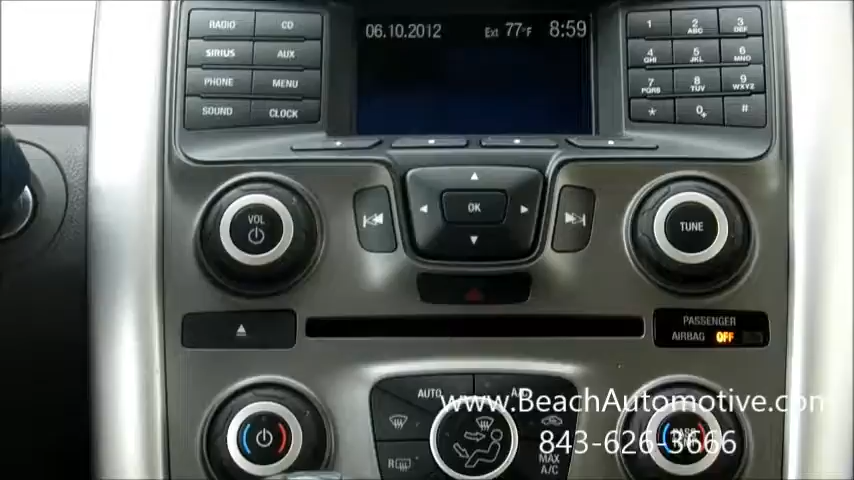 RADIO CD
06.10.2012 Ext 77°F 8:59
1 2 ABC 3 DEF
SIRIUS AUX
4 GHI 5 JKL 6 MNO
PHONE MENU
7 PQRS 8 TUV 9 WXYZ
SOUND CLOCK
* 0+ #
OK
VOL
TUNE
PASSENGER
AIRBAG OFF
AUTO A/C
www.BeachAutomotive.com
843-626-3666
PASS
R
MAX
A/C